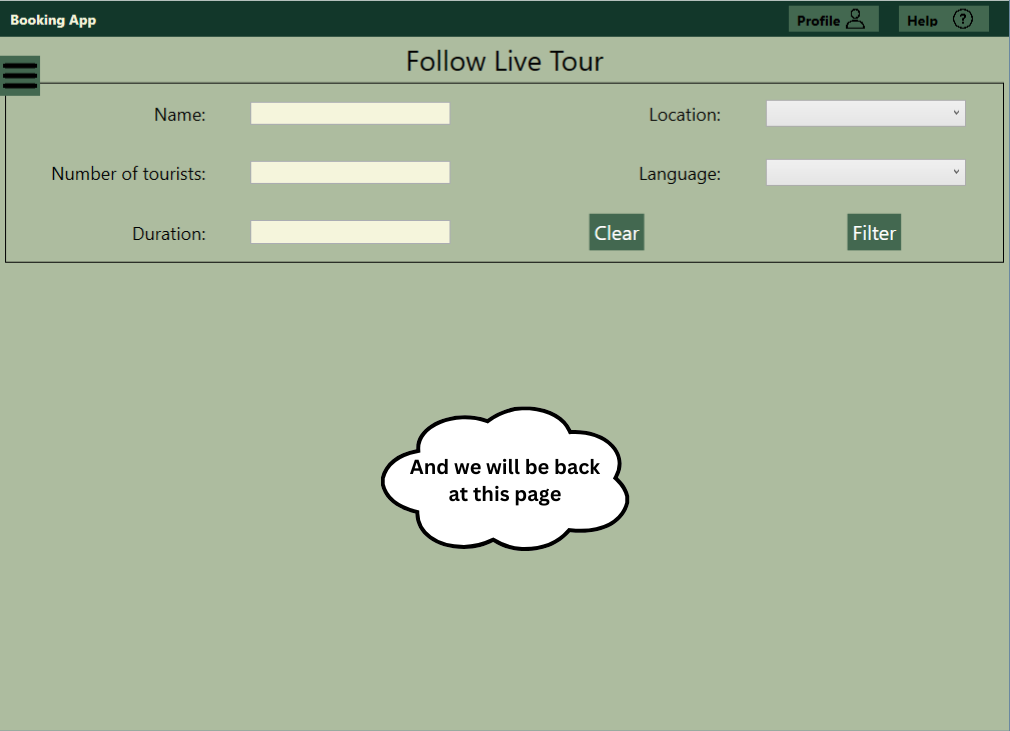 Booking App
Profile
Help
Follow Live Tour
Name:
Location:
Number of tourists:
Language:
Duration:
Clear
Filter
And we will be back
at this page